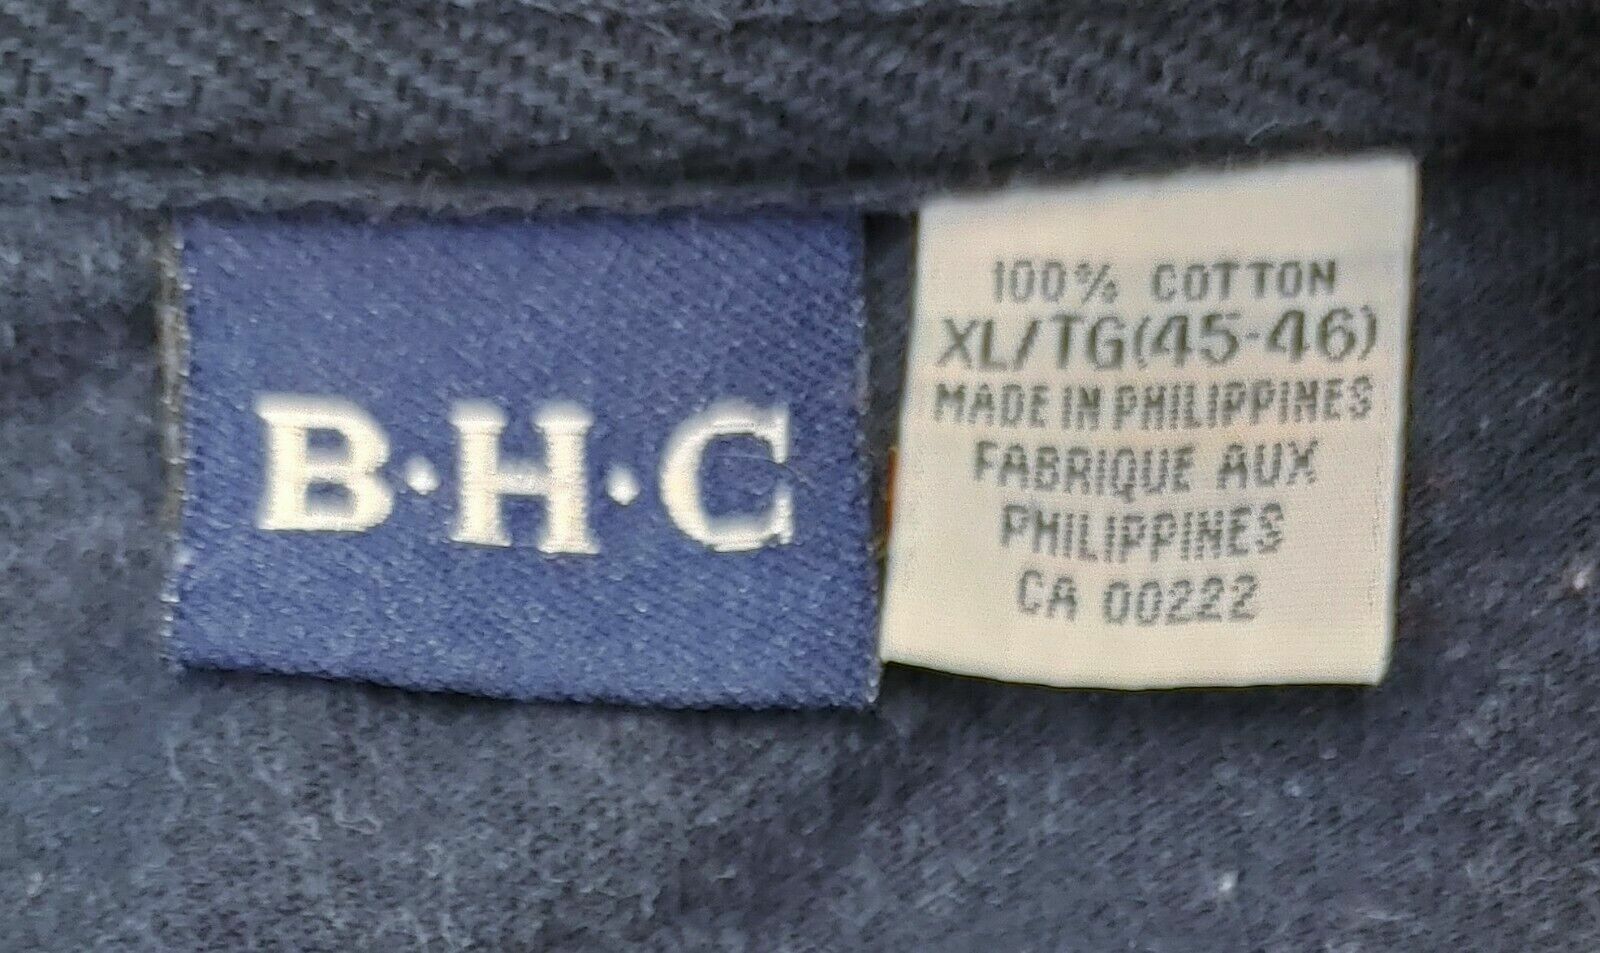 B·H·C
100% COTTON
XL/TG(45-46)
MADE IN PHILIPPINES
FABRIQUE AUX
PHILIPPINES
CA 00222